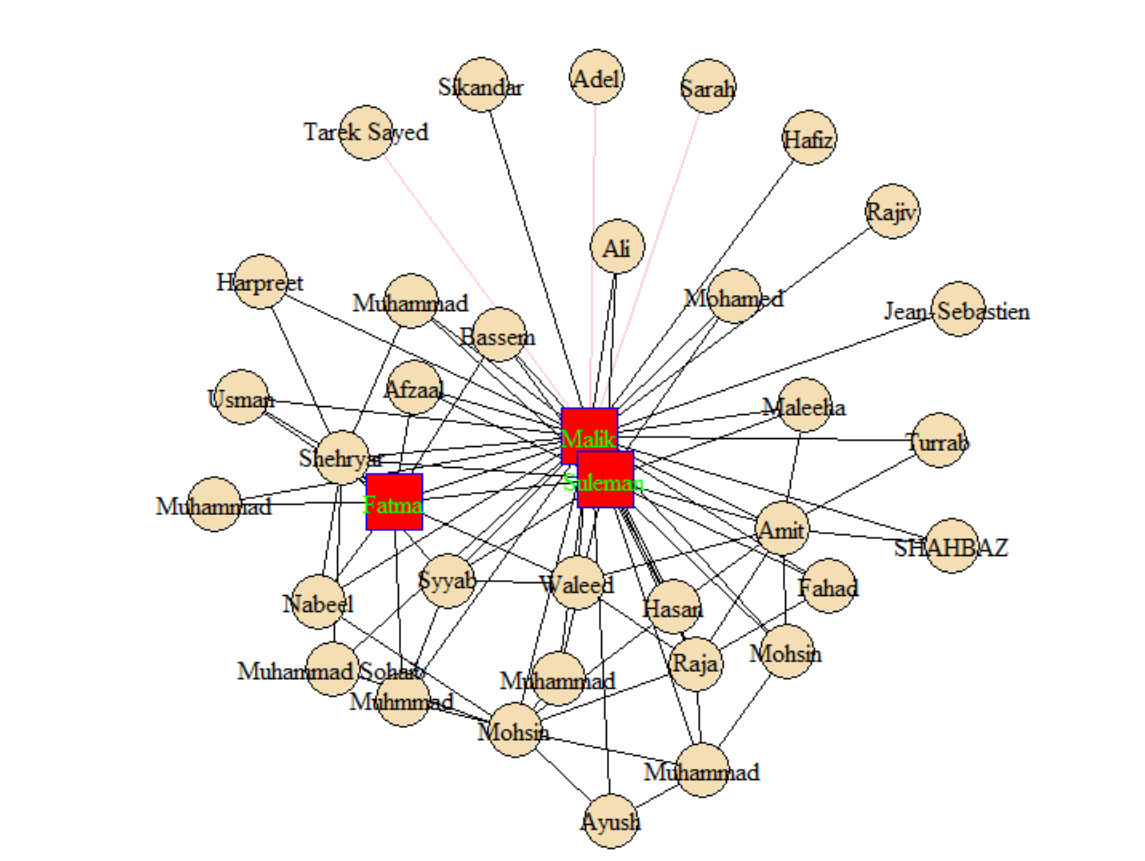 Adel
Sikandar
Sarah
Tarek Sayed
Hafiz
Rajiv
Ali
Harpreet
Muhammad
Mohamed
Jean-Sebastien
Bassem
Afzaal
Usman
Maleeha
Malik
Turrab
Shehryar
Suleman
Muhammad
Fatma
Amit
SHAHBAZ
Syyab
Waleed
Fahad
Nabeel
Hasan
Mohsin
Raja
Muhammad Sohaib
Muhammad
Muhmmad
Mohsin
Muhammad
Ayush